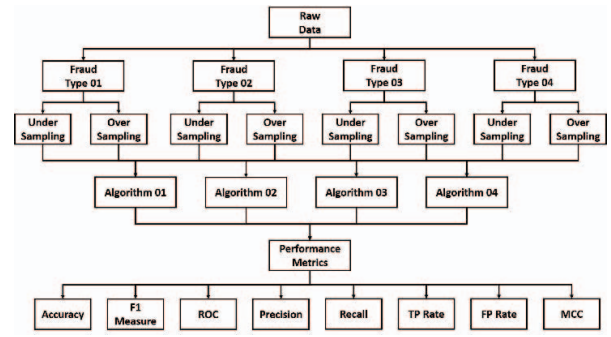 Raw
Data
Fraud
Type 01
Fraud
Type 02
Fraud
Type 03
Fraud
Type 04
Under
Sampling
Over
Sampling
Under
Sampling
Over
Sampling
Under
Sampling
Over
Sampling
Under
Sampling
Over
Sampling
Algorithm 01
Algorithm 02
Algorithm 03
Algorithm 04
Performance
Metrics
Accuracy
F1
Measure
ROC
Precision
Recall
TP Rate
FP Rate
MCC